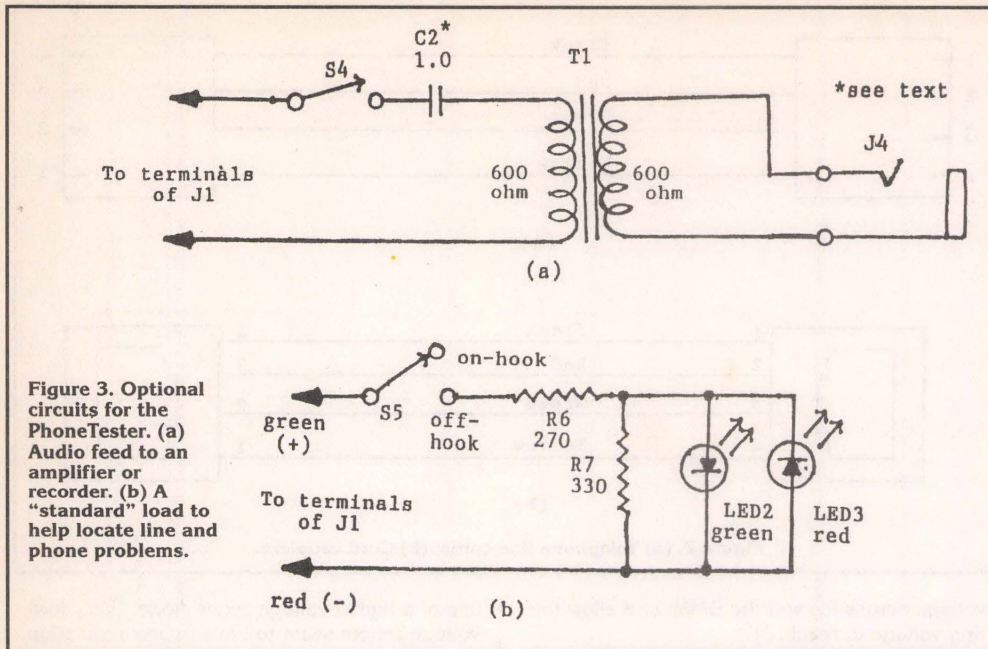 C2*
1.0
T1
S4
*see text
J4
To terminals
of J1
600
ohm
600
ohm
(a)
on-hook
S5
off-
hook
green
(+)
R6
270
R7
330
To terminals
of J1
LED2
green
LED3
red
red (-)
(b)
Figure 3. Optional
circuits for the
PhoneTester. (a)
Audio feed to an
amplifier or
recorder. (b) A
“standard” load to
help locate line and
phone problems.